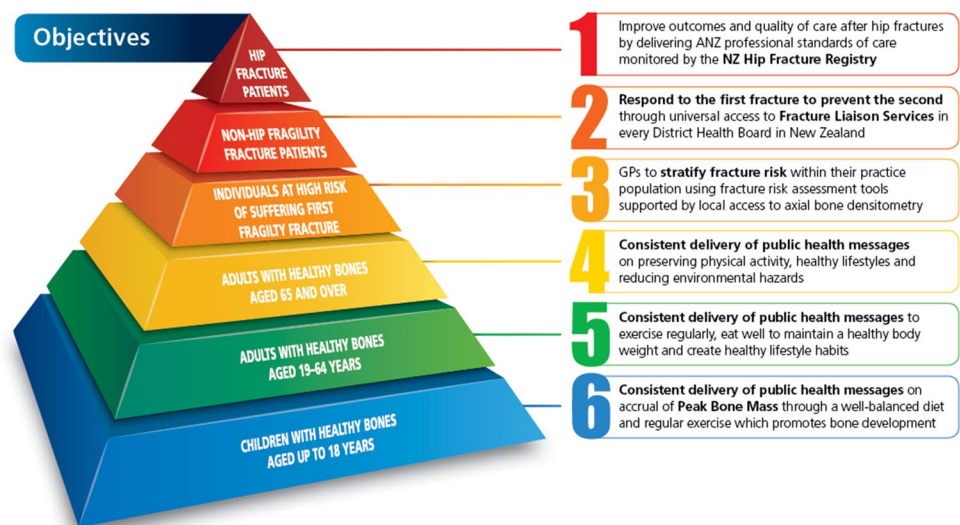 Objectives
HIP
FRACTURE
PATIENTS
NON-HIP FRAGILITY
FRACTURE PATIENTS
INDIVIDUALS AT HIGH RISK
OF SUFFERING FIRST
FRAGILTY FRACTURE
ADULTS WITH HEALTHY BONES
AGED 65 AND OVER
ADULTS WITH HEALTHY BONES
AGED 19–64 YEARS
CHILDREN WITH HEALTHY BONES
AGED UP TO 18 YEARS
1
Improve outcomes and quality of care after hip fractures
by delivering ANZ professional standards of care
monitored by the NZ Hip Fracture Registry
2
Respond to the first fracture to prevent the second
through universal access to Fracture Liaison Services in
every District Health Board in New Zealand
3
GPs to stratify fracture risk within their practice
population using fracture risk assessment tools
supported by local access to axial bone densitometry
4
Consistent delivery of public health messages
on preserving physical activity, healthy lifestyles and
reducing environmental hazards
5
Consistent delivery of public health messages to
exercise regularly, eat well to maintain a healthy body
weight and create healthy lifestyle habits
6
Consistent delivery of public health messages on
accrual of Peak Bone Mass through a well-balanced diet
and regular exercise which promotes bone development